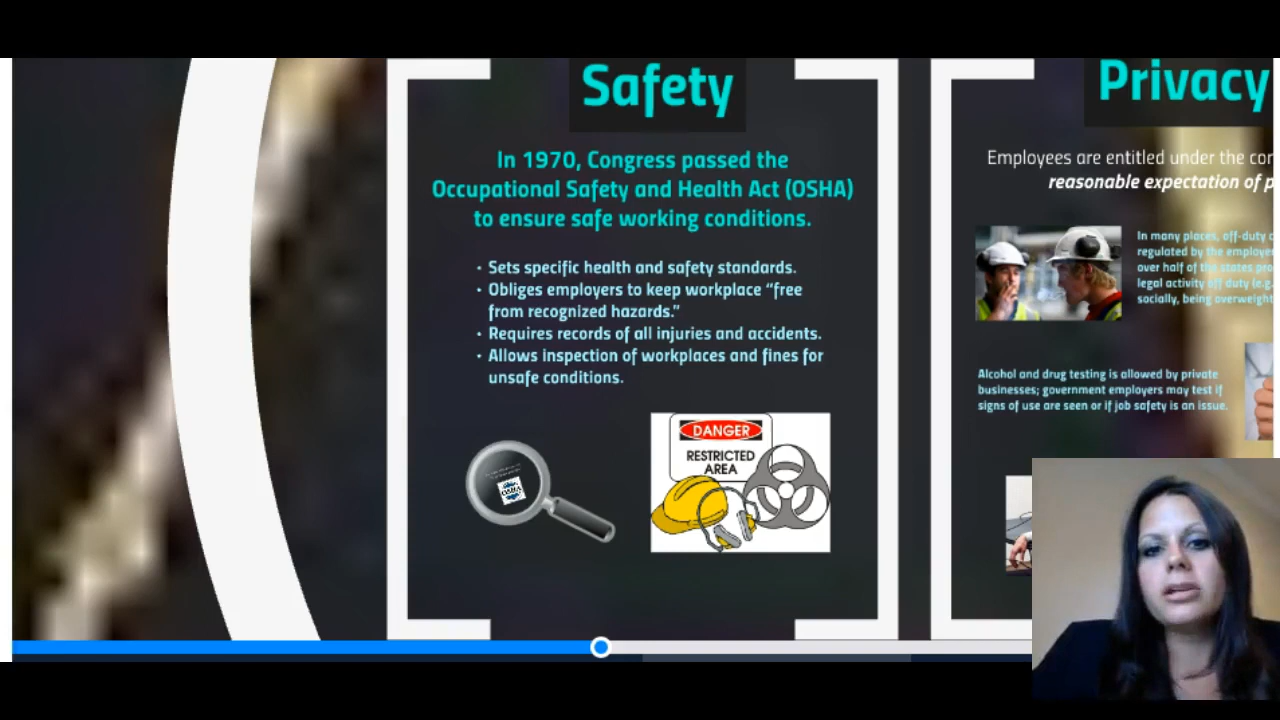 Safety
In 1970, Congress passed the
Occupational Safety and Health Act (OSHA)
to ensure safe working conditions.
• Sets specific health and safety standards.
• Obliges employers to keep workplace “free
from recognized hazards.”
• Requires records of all injuries and accidents.
• Allows inspection of workplaces and fines for
unsafe conditions.
OSHA
DANGER
RESTRICTED
AREA
Privacy
Employees are entitled under the
reasonable expectation of
In many places, off-duty
regulated by the
over half of the states
legal activity off duty (e.g.
socially, being overweight
Alcohol and drug testing is allowed by private
businesses; government employers may test if
signs of use are seen or if job safety is an issue.